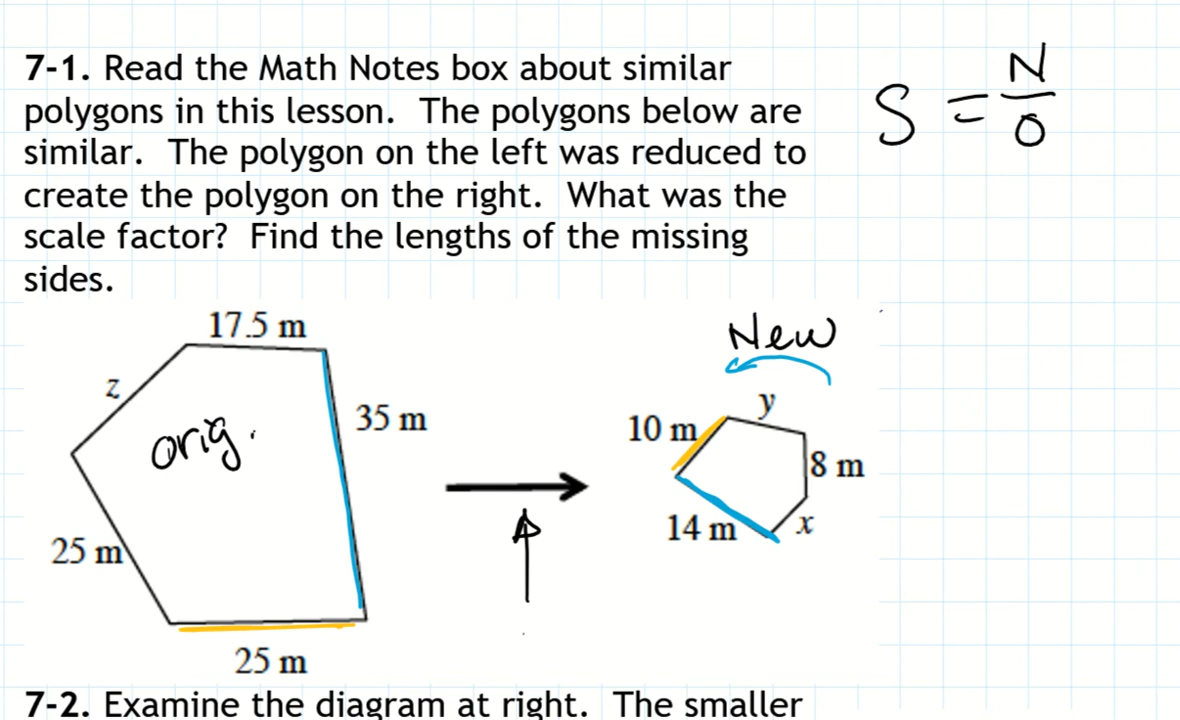 7-1. Read the Math Notes box about similar
polygons in this lesson. The polygons below are
similar. The polygon on the left was reduced to
create the polygon on the right. What was the
scale factor? Find the lengths of the missing
sides.
S = N/O
17.5 m
z
orig.
35 m
25 m
25 m
New
10 m
y
8 m
14 m
x
7-2. Examine the diagram at right. The smaller